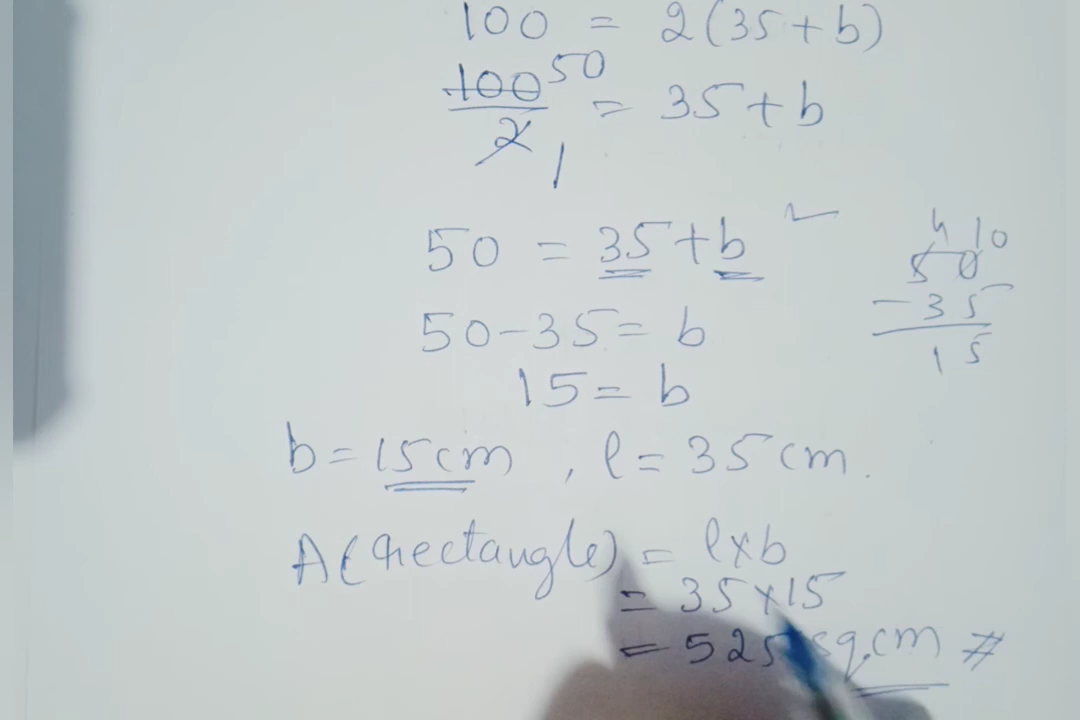 100 = 2(35+b)
100 50
2 1 = 35+b
50 = 35+b
50-35= b
15= b
4 10
50
-35
15
b=15cm , l=35cm.
A(rectangle) = l×b
= 35×15
= 525 sq.cm #